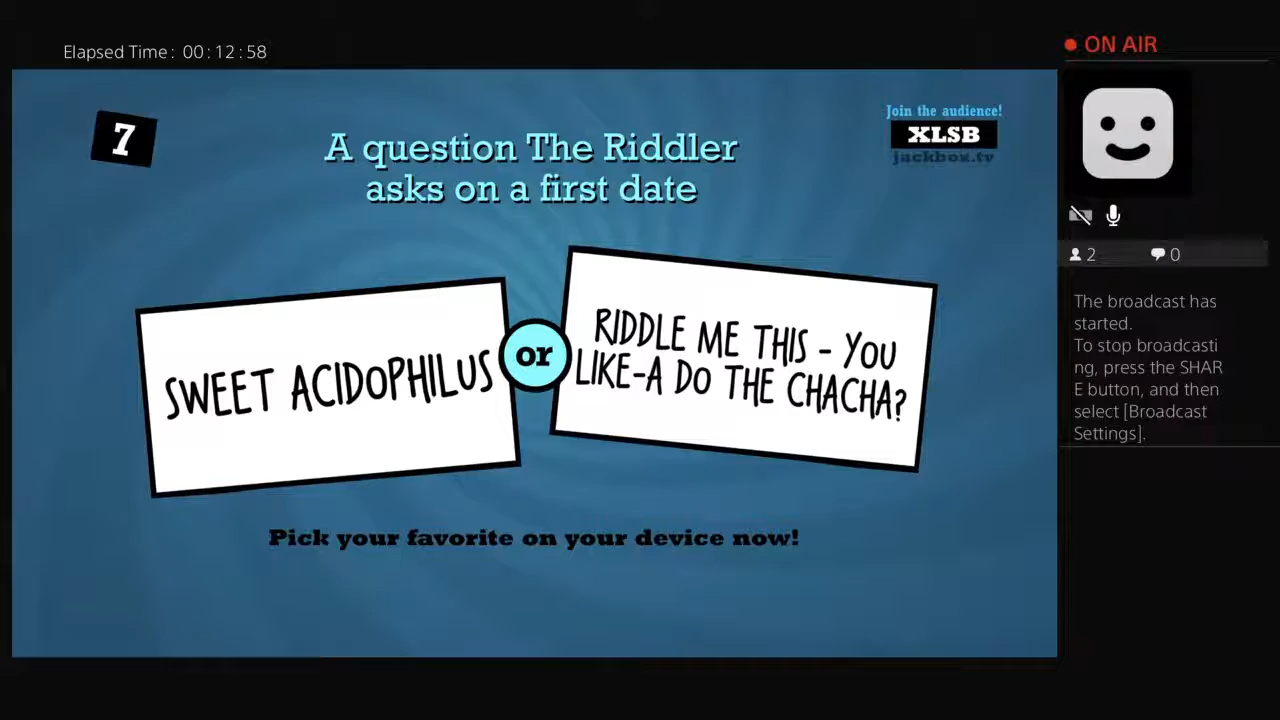 Elapsed Time: 00:12:58
ON AIR
7
A question The Riddler
asks on a first date
Join the audience!
XLSB
jackbox.tv
SWEET ACIDOPHILUS
or
RIDDLE ME THIS - YOU
LIKE-A DO THE CHACHA?
Pick your favorite on your device now!
2
0
The broadcast has
started.
To stop broadcasti
ng, press the SHAR
E button, and then
select [Broadcast
Settings].